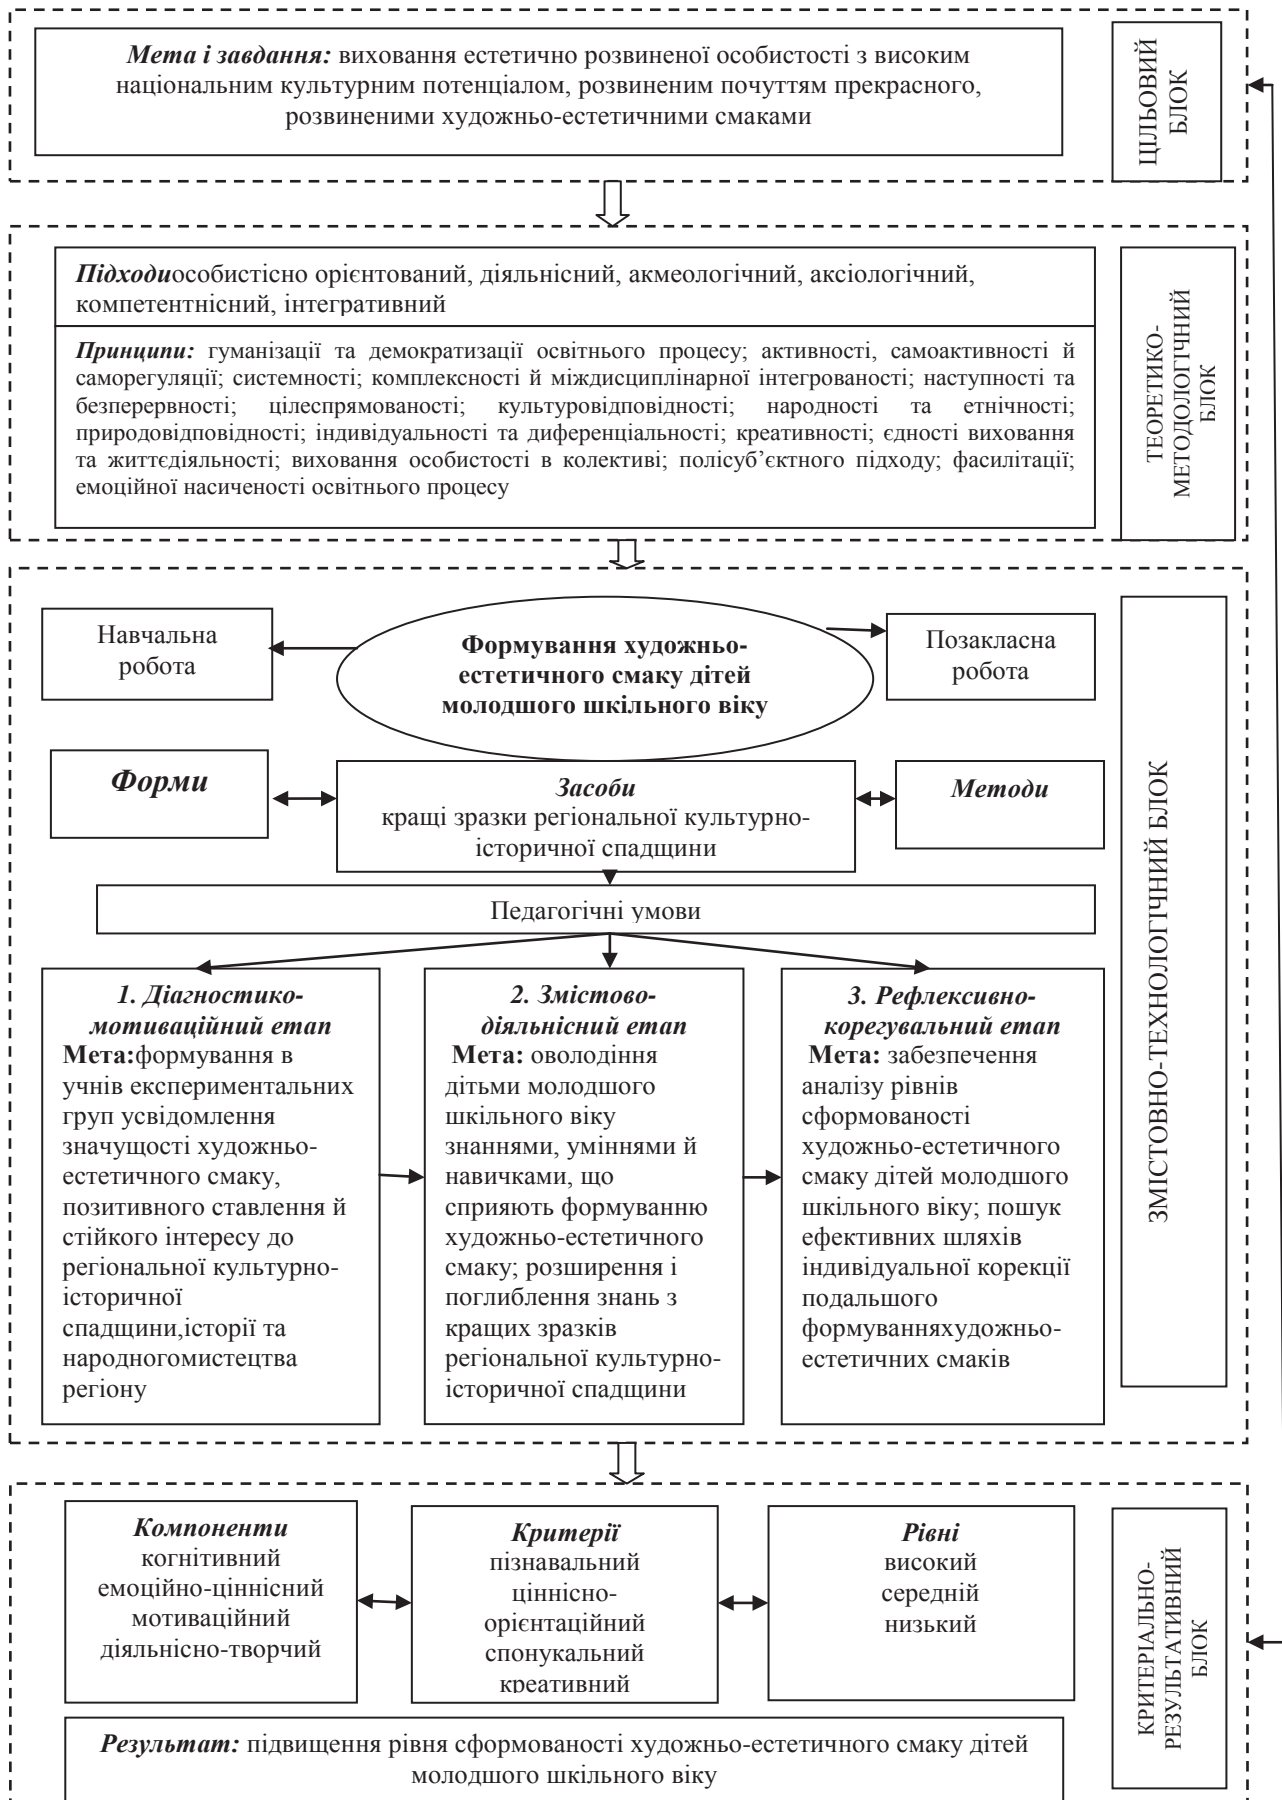 Мета і завдання: виховання естетично розвиненої особистості з високим
національним культурним потенціалом, розвиненим почуттям прекрасного,
розвиненими художньо-естетичними смаками
ЦІЛЬОВИЙ
БЛОК
Підходиособистісно орієнтований, діяльнісний, акмеологічний, аксіологічний,
компетентнісний, інтегративний
Принципи: гуманізації та демократизації освітнього процесу; активності, самоактивності й
саморегуляції; системності; комплексності й міждисциплінарної інтегрованості; наступності та
безперервності; цілеспрямованості; культуровідповідності; народності та етнічності;
природовідповідності; індивідуальності та диференціальності; креативності; єдності виховання
та життєдіяльності; виховання особистості в колективі; полісуб’єктного підходу; фасилітації;
емоційної насиченості освітнього процесу
ТЕОРЕТИКО-
МЕТОДОЛОГІЧНИЙ
БЛОК
Навчальна
робота
Формування художньо-
естетичного смаку дітей
молодшого шкільного віку
Позакласна
робота
Форми
Засоби
кращі зразки регіональної культурно-
історичної спадщини
Методи
Педагогічні умови
1. Діагностико-
мотиваційний етап
Мета:формування в
учнів експериментальних
груп усвідомлення
значущості художньо-
естетичного смаку,
позитивного ставлення й
стійкого інтересу до
регіональної культурно-
історичної
спадщини,історії та
народногомистецтва
регіону
2. Змістово-
діяльнісний етап
Мета: оволодіння
дітьми молодшого
шкільного віку
знаннями, уміннями й
навичками, що
сприяють формуванню
художньо-естетичного
смаку; розширення і
поглиблення знань з
кращих зразків
регіональної культурно-
історичної спадщини
3. Рефлексивно-
корегувальний етап
Мета: забезпечення
аналізу рівнів
сформованості
художньо-естетичного
смаку дітей молодшого
шкільного віку; пошук
ефективних шляхів
індивідуальної корекції
подальшого
формуванняхудожньо-
естетичних смаків
ЗМІСТОВНО-ТЕХНОЛОГІЧНИЙ БЛОК
Компоненти
когнітивний
емоційно-ціннісний
мотиваційний
діяльнісно-творчий
Критерії
пізнавальний
ціннісно-
орієнтаційний
спонукальний
креативний
Рівні
високий
середній
низький
КРИТЕРІАЛЬНО-
РЕЗУЛЬТАТИВНИЙ
БЛОК
Результат: підвищення рівня сформованості художньо-естетичного смаку дітей
молодшого шкільного віку